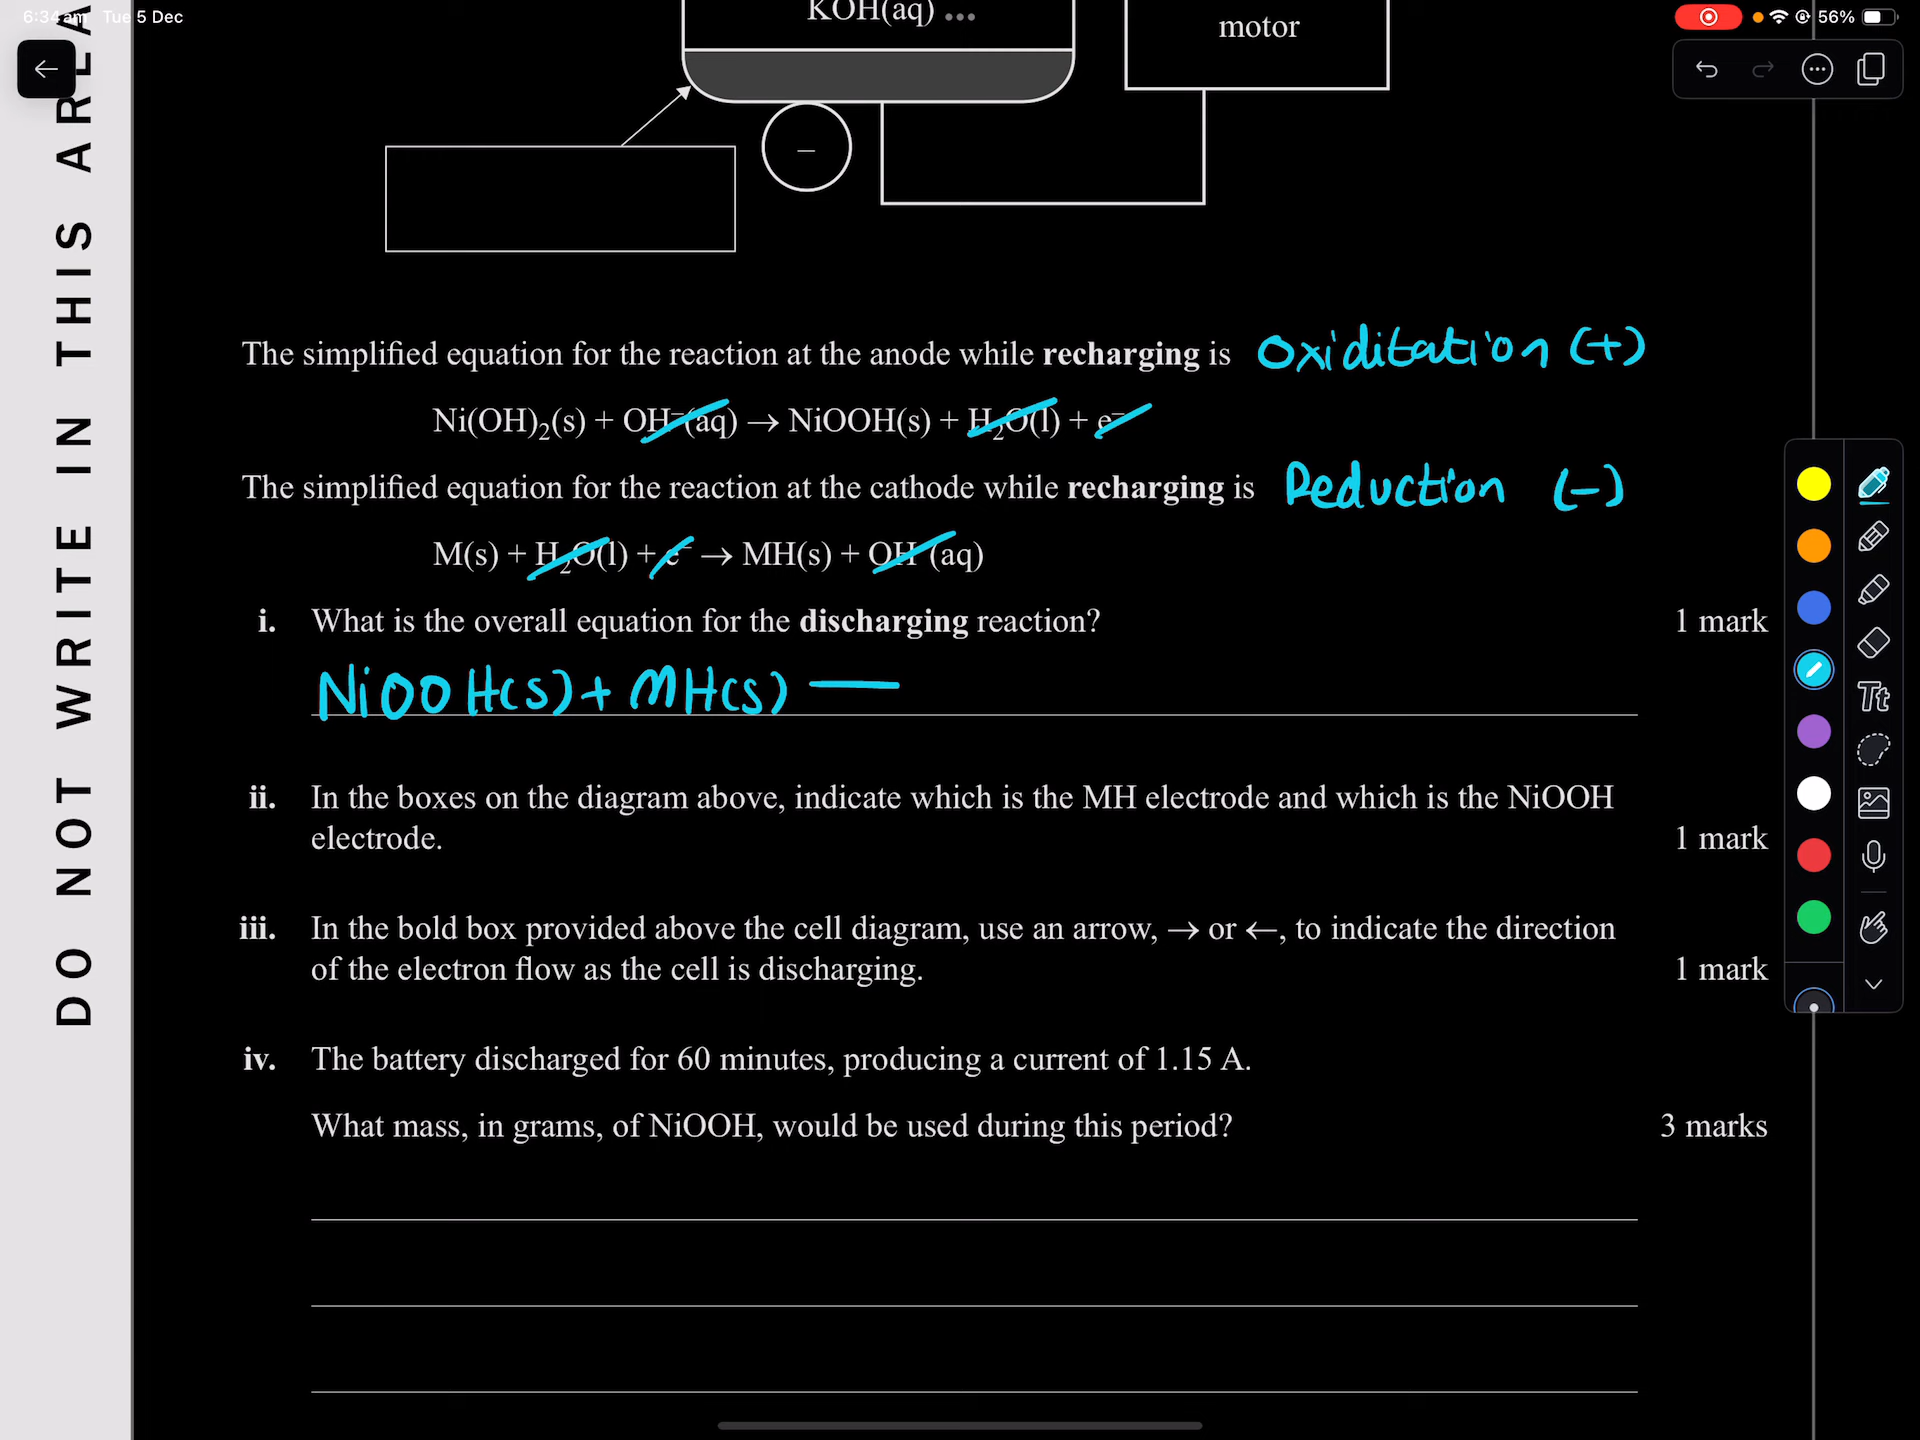 6:34am Tue 5 Dec
56%
DO NOT WRITE IN THIS AREA
KOH(aq)
motor
–
The simplified equation for the reaction at the anode while recharging is Oxiditation (+)
Ni(OH)₂(s) + OH⁻(aq) → NiOOH(s) + H₂O(l) + e⁻
The simplified equation for the reaction at the cathode while recharging is Reduction (–)
M(s) + H₂O(l) + e⁻ → MH(s) + OH⁻(aq)
i. What is the overall equation for the discharging reaction? 1 mark
NiOOH(s) + MH(s) —
ii. In the boxes on the diagram above, indicate which is the MH electrode and which is the NiOOH
electrode. 1 mark
iii. In the bold box provided above the cell diagram, use an arrow, → or ←, to indicate the direction
of the electron flow as the cell is discharging. 1 mark
iv. The battery discharged for 60 minutes, producing a current of 1.15 A.
What mass, in grams, of NiOOH, would be used during this period? 3 marks
Tt